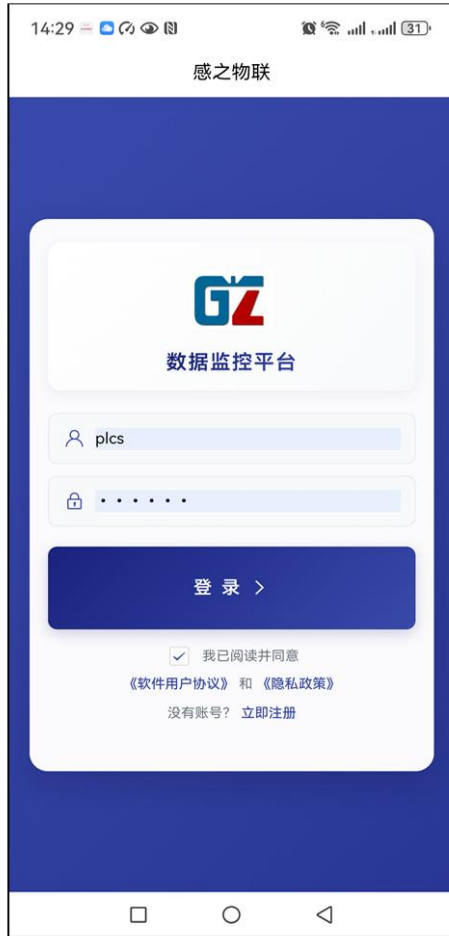 14:29
31
感之物联
GZ
数据监控平台
plcs
······
登录 >
我已阅读并同意
《软件用户协议》 和 《隐私政策》
没有账号? 立即注册